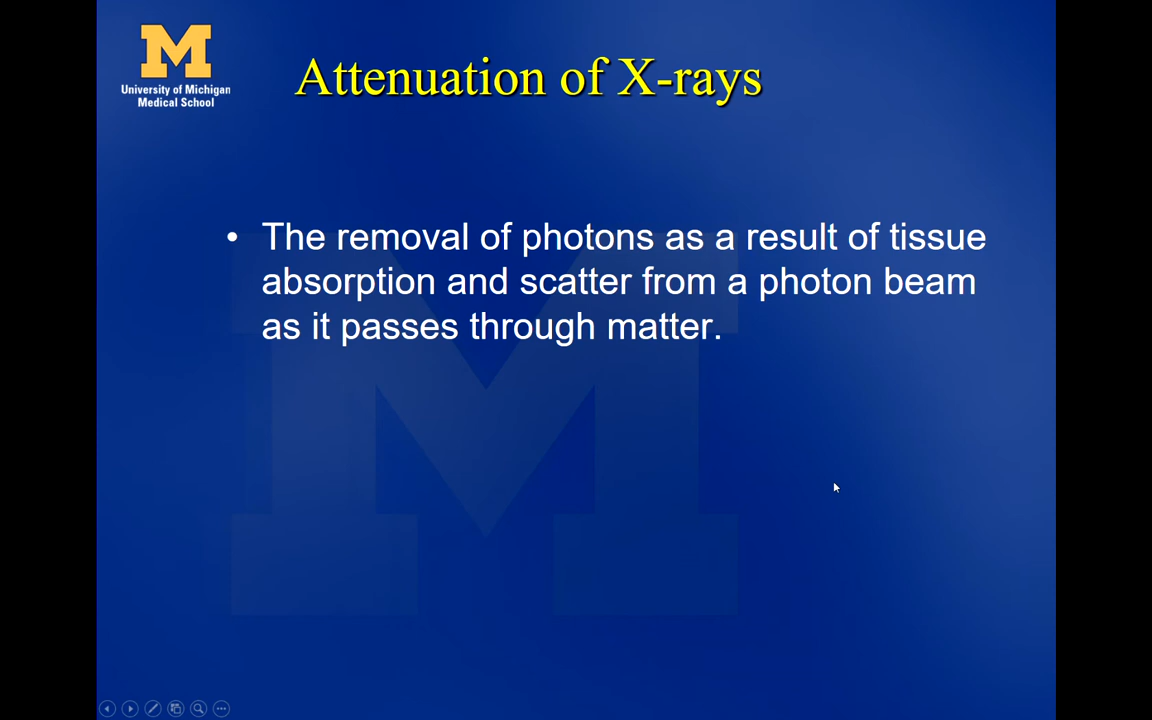 M
University of Michigan
Medical School
Attenuation of X-rays
• The removal of photons as a result of tissue
absorption and scatter from a photon beam
as it passes through matter.